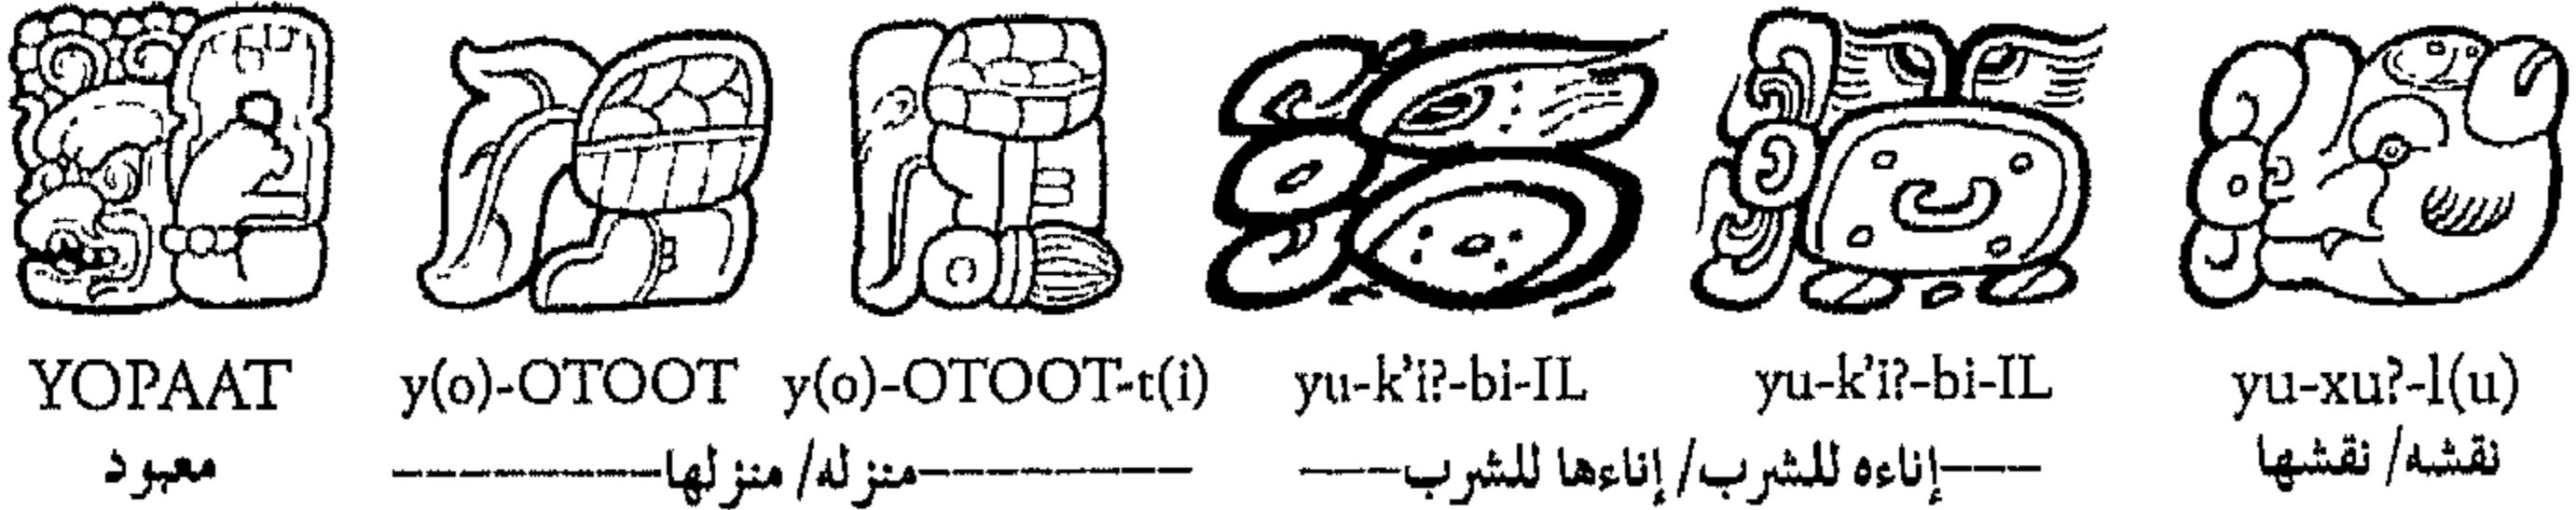 YOPAAT y(o)-OTOOT y(o)-OTOOT-t(i) yu-k'i?-bi-IL yu-k'i?-bi-IL yu-xu?-l(u)
معبود منزله/ منزلها إناءه للشرب/ إناءها للشرب نقشه/ نقشها